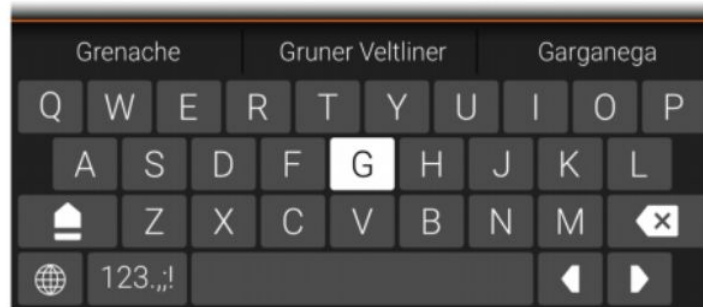 Grenache Gruner Veltliner Garganega
Q W E R T Y U I O P
A S D F G H J K L
Z X C V B N M
123.,;!